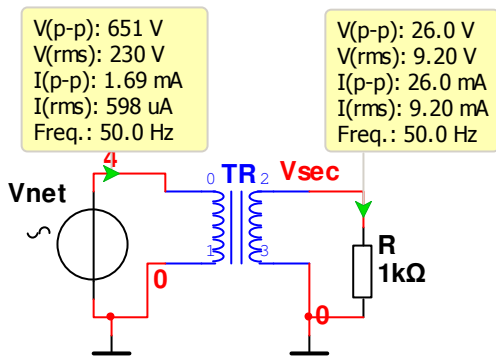 V(p-p): 651 V
V(rms): 230 V
I(p-p): 1.69 mA
I(rms): 598 uA
Freq.: 50.0 Hz
V(p-p): 26.0 V
V(rms): 9.20 V
I(p-p): 26.0 mA
I(rms): 9.20 mA
Freq.: 50.0 Hz
4
Vnet
0
TR
2
Vsec
1
3
0
0
R
1kΩ